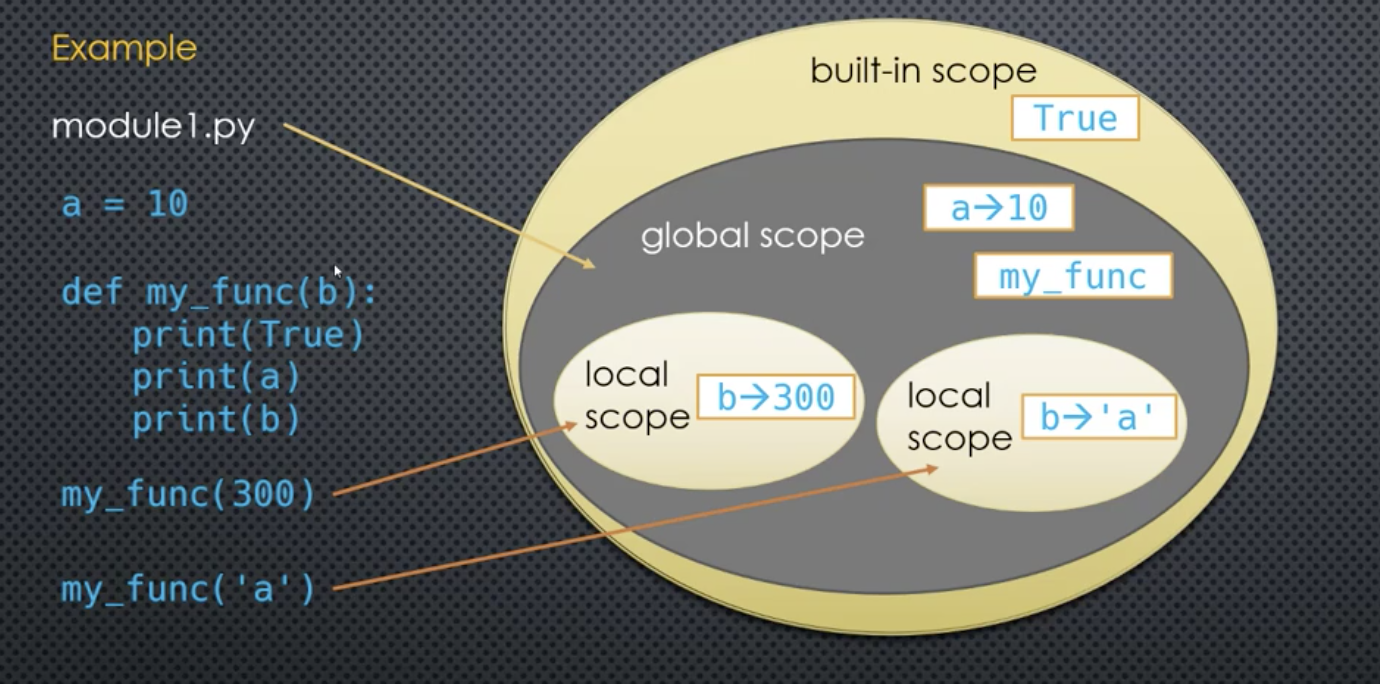 Example
module1.py
a = 10
def my_func(b):
    print(True)
    print(a)
    print(b)
my_func(300)
my_func('a')
built-in scope
True
global scope
a→10
my_func
local
scope
b→300
local
scope
b→'a'